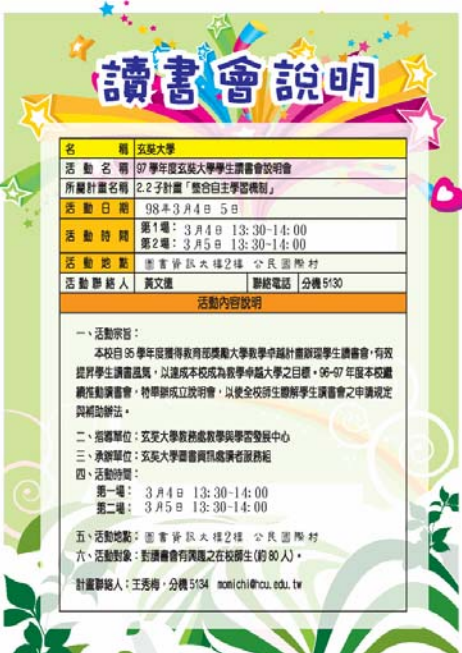 讀書會說明
名 稱 玄奘大學
活動名稱 97學年度玄奘大學學生讀書會說明會
所屬計畫名稱 2.2子計畫「整合自主學習機制」
活動日期 98年3月4日 5日
活動時間 第1場: 3月4日 13:30-14:00
第2場: 3月5日 13:30-14:00
活動地點 圖書資訊大樓2樓 公民國際村
活動聯絡人 黃文進 聯絡電話 分機5130
活動內容說明
一、活動宗旨:
本校自95學年度獲得教育部獎勵大學教學卓越計畫辦理學生讀書會,有效
提昇學生讀書風氣,以達成本校成為教學卓越大學之目標。96-97年度本校繼
續推動讀書會,特舉辦成立說明會,以使全校師生瞭解學生讀書會之申請規定
與補助辦法。
二、指導單位:玄奘大學教務處教學與學習發展中心
三、承辦單位:玄奘大學圖書資訊處讀者服務組
四、活動時間:
第一場: 3月4日 13:30-14:00
第二場: 3月5日 13:30-14:00
五、活動地點: 圖書資訊大樓2樓 公民國際村
六、活動對象:對讀書會有興趣之在校師生(約80人)。
計畫聯絡人:王秀梅,分機5134 momichi@hcu.edu.tw